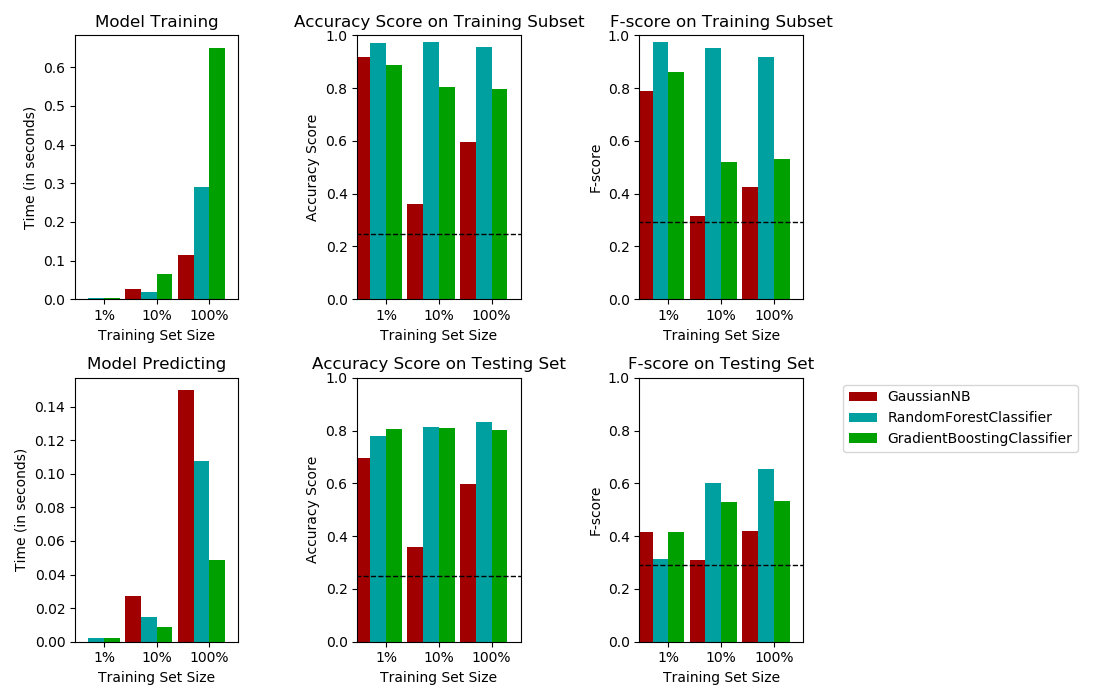 Model Training
Time (in seconds)
0.6
0.5
0.4
0.3
0.2
0.1
0.0
1% 10% 100%
Training Set Size
Accuracy Score on Training Subset
Accuracy Score
1.0
0.8
0.6
0.4
0.2
0.0
1% 10% 100%
Training Set Size
F-score on Training Subset
F-score
1.0
0.8
0.6
0.4
0.2
0.0
1% 10% 100%
Training Set Size
Model Predicting
Time (in seconds)
0.14
0.12
0.10
0.08
0.06
0.04
0.02
0.00
1% 10% 100%
Training Set Size
Accuracy Score on Testing Set
Accuracy Score
1.0
0.8
0.6
0.4
0.2
0.0
1% 10% 100%
Training Set Size
F-score on Testing Set
F-score
1.0
0.8
0.6
0.4
0.2
0.0
1% 10% 100%
Training Set Size
GaussianNB
RandomForestClassifier
GradientBoostingClassifier